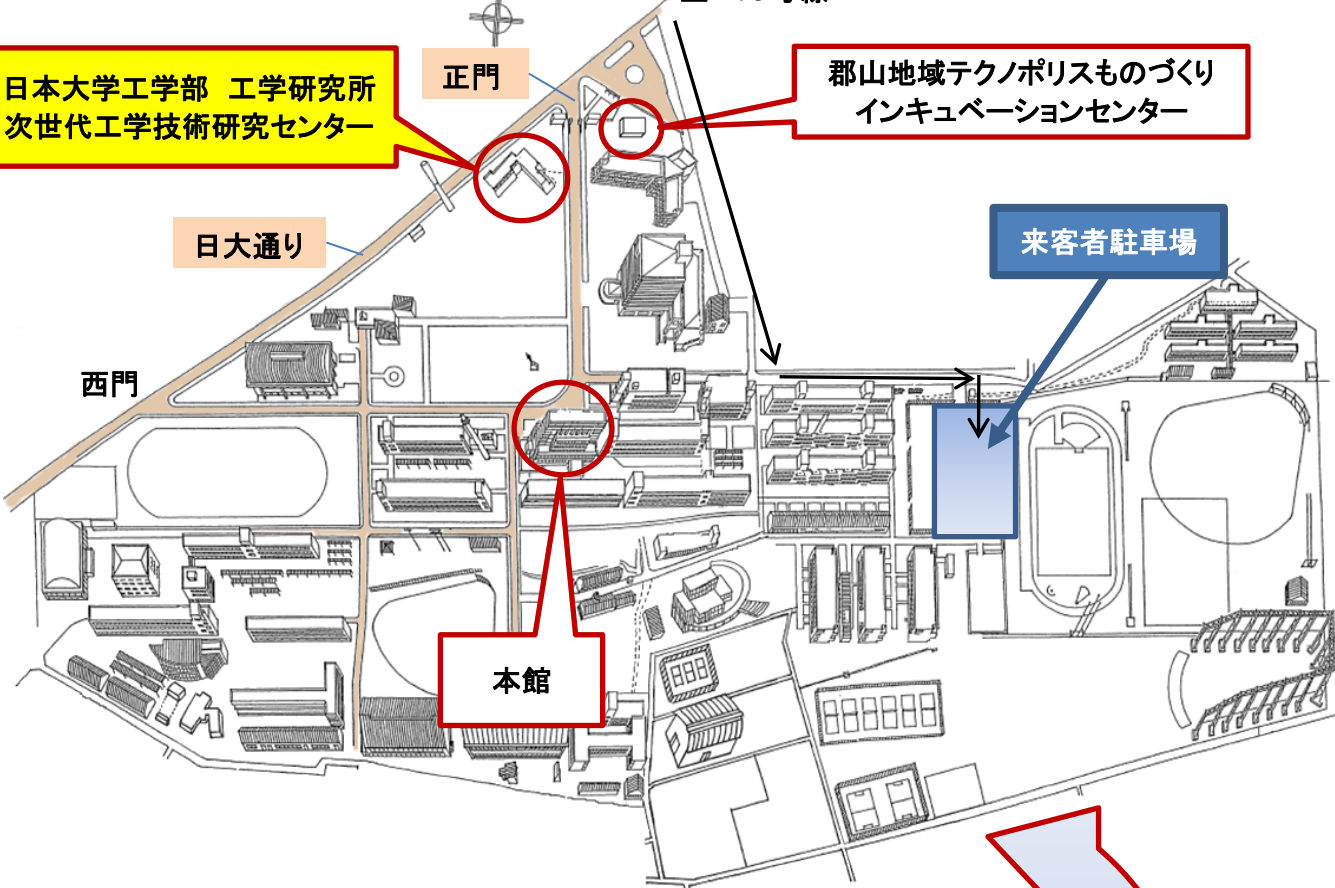 正門
日本大学工学部 工学研究所
次世代工学技術研究センター
郡山地域テクノポリスものづくり
インキュベーションセンター
日大通り
来客者駐車場
西門
本館